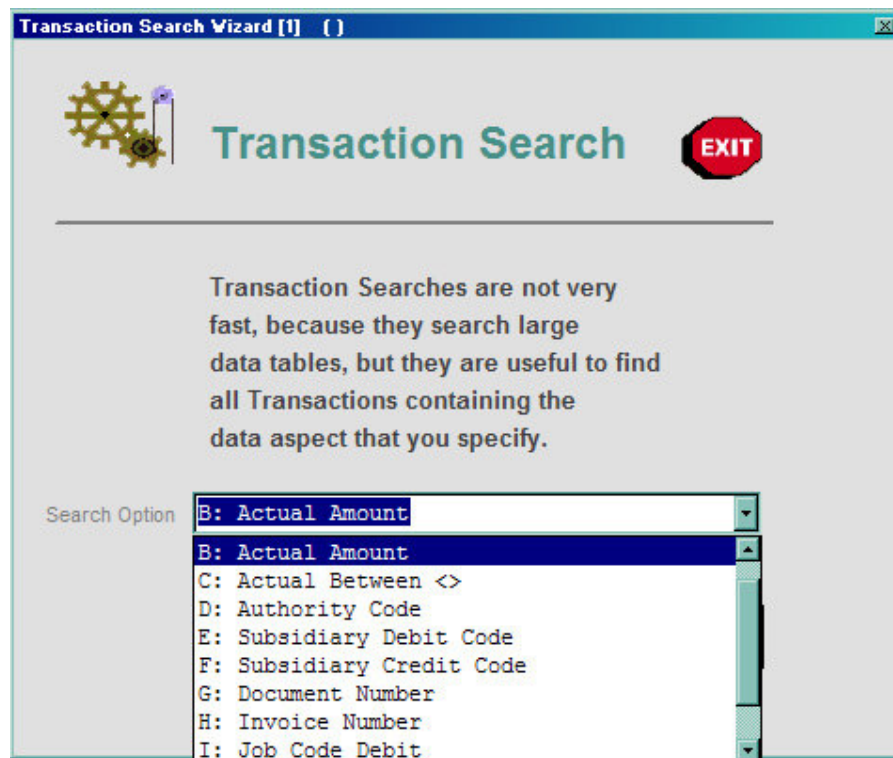 Transaction Search Wizard [1] ( )
Transaction Search
EXIT
Transaction Searches are not very
fast, because they search large
data tables, but they are useful to find
all Transactions containing the
data aspect that you specify.
Search Option B: Actual Amount
B: Actual Amount
C: Actual Between <>
D: Authority Code
E: Subsidiary Debit Code
F: Subsidiary Credit Code
G: Document Number
H: Invoice Number
I: Job Code Debit